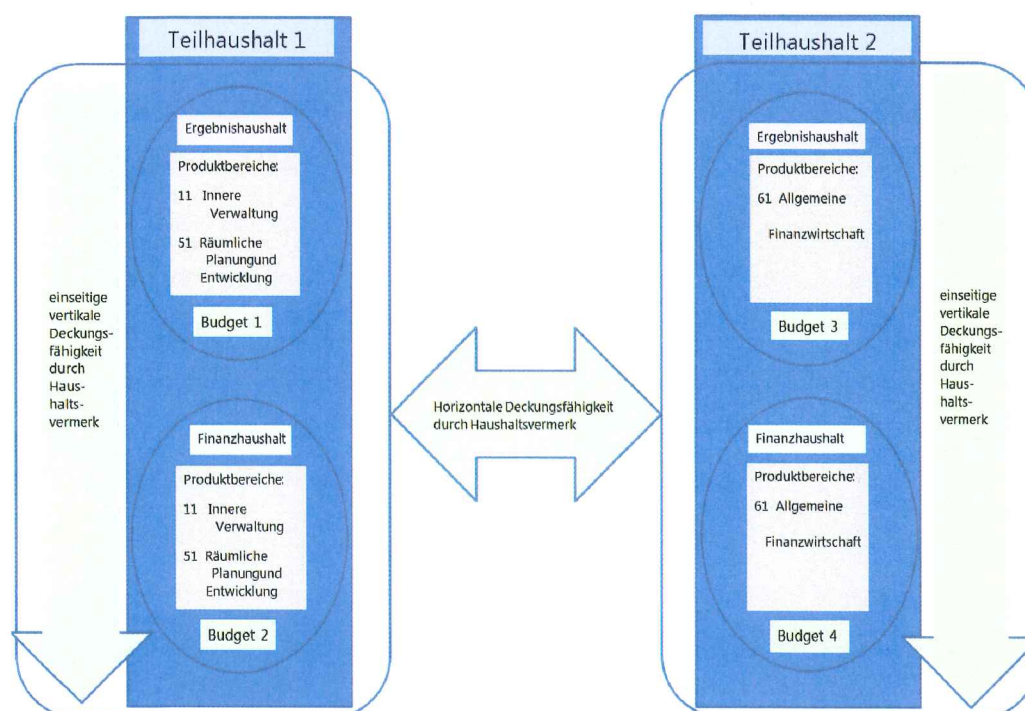 Teilhaushalt 1
Ergebnishaushalt
Produktbereiche:
11 Innere
Verwaltung
51 Räumliche
Planungund
Entwicklung
Budget 1
einseitige
vertikale
Deckungs-
fähigkeit
durch
Haus-
halts-
vermerk
Finanzhaushalt
Produktbereiche:
11 Innere
Verwaltung
51 Räumliche
Planungund
Entwicklung
Budget 2
Horizontale Deckungsfähigkeit
durch Haushaltsvermerk
Teilhaushalt 2
Ergebnishaushalt
Produktbereiche:
61 Allgemeine
Finanzwirtschaft
Budget 3
einseitige
vertikale
Deckungs-
fähigkeit
durch
Haus-
halts-
vermerk
Finanzhaushalt
Produktbereiche:
61 Allgemeine
Finanzwirtschaft
Budget 4